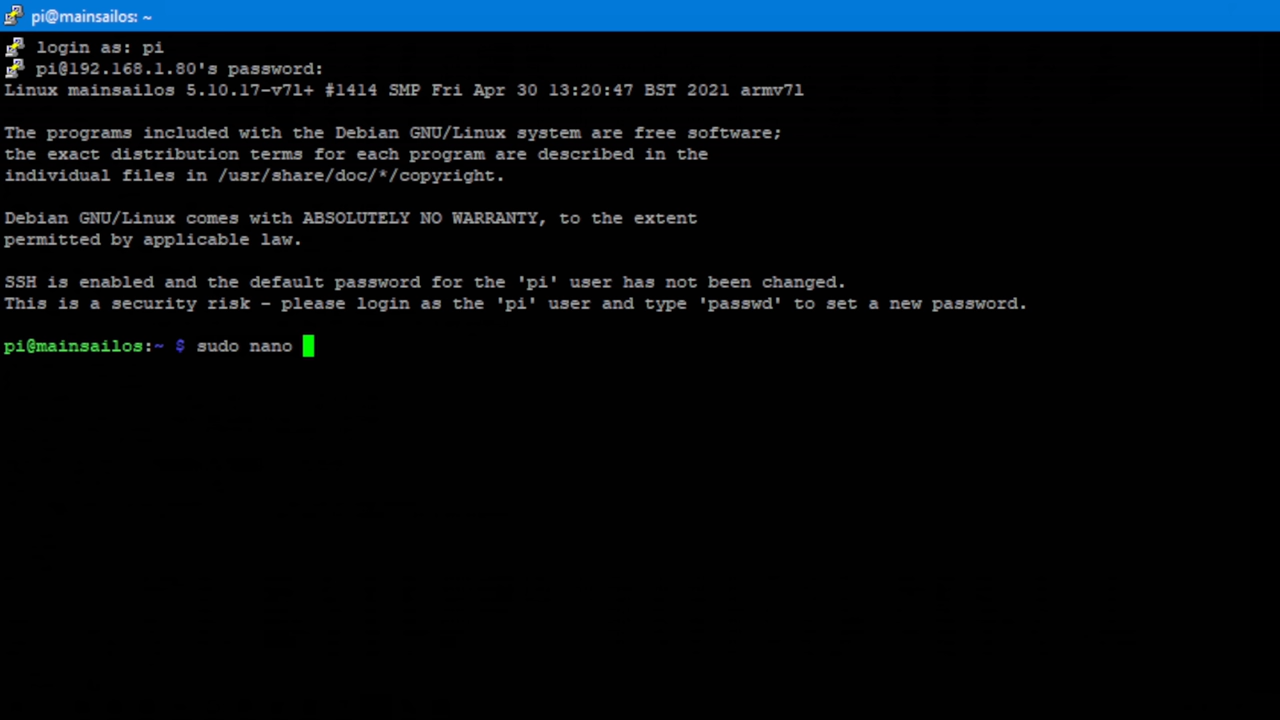 pi@mainsailos: ~
login as: pi
pi@192.168.1.80's password:
Linux mainsailos 5.10.17-v7l+ #1414 SMP Fri Apr 30 13:20:47 BST 2021 armv7l
The programs included with the Debian GNU/Linux system are free software;
the exact distribution terms for each program are described in the
individual files in /usr/share/doc/*/copyright.
Debian GNU/Linux comes with ABSOLUTELY NO WARRANTY, to the extent
permitted by applicable law.
SSH is enabled and the default password for the 'pi' user has not been changed.
This is a security risk - please login as the 'pi' user and type 'passwd' to set a new password.
pi@mainsailos:~ $ sudo nano